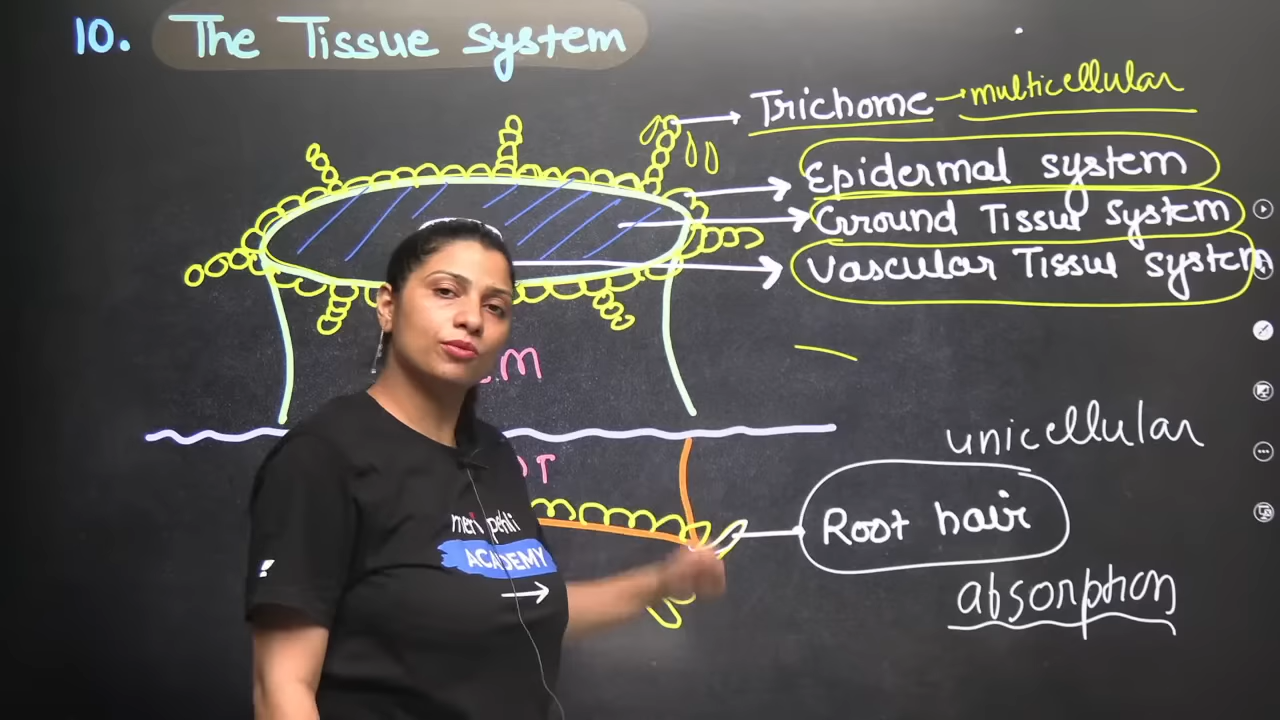 10. The Tissue System
Trichome → multicellular
Epidermal system
Ground Tissue System
Vascular Tissue system
unicellular
Root hair
absorption
ACADEMY